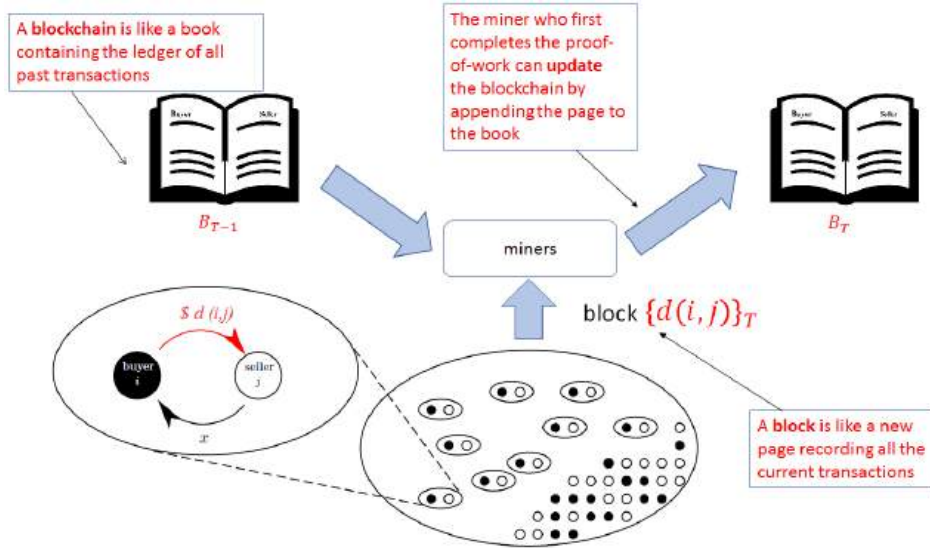 A blockchain is like a book
containing the ledger of all
past transactions
The miner who first
completes the proof-
of-work can update
the blockchain by
appending the page to
the book
Buyer Seller
Buyer Seller
B_{T-1}
B_T
miners
block {d(i,j)}_T
$ d (i,j)
buyer
i
seller
j
x
A block is like a new
page recording all the
current transactions